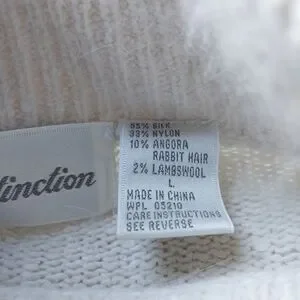 tinction
55% SILK
33% NYLON
10% ANGORA
RABBIT HAIR
2% LAMBSWOOL
L
MADE IN CHINA
WPL 05210
CARE INSTRUCTIONS
SEE REVERSE